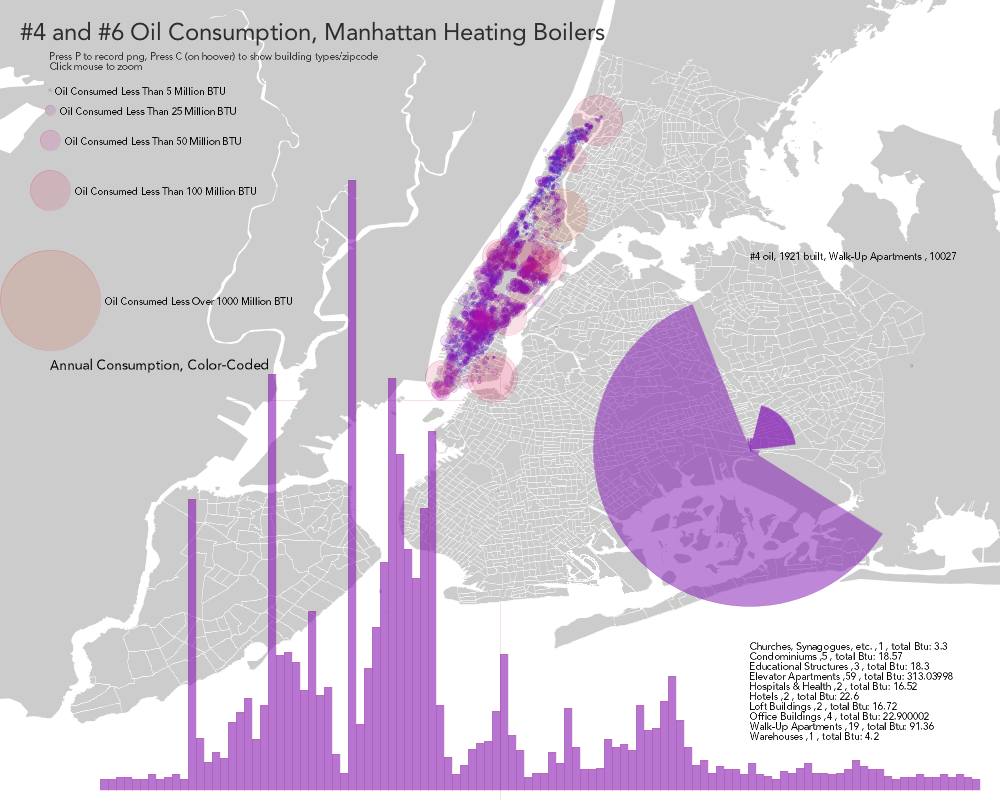 #4 and #6 Oil Consumption, Manhattan Heating Boilers
Press P to record png, Press C (on hoover) to show building types/zipcode
Click mouse to zoom
Oil Consumed Less Than 5 Million BTU
Oil Consumed Less Than 25 Million BTU
Oil Consumed Less Than 50 Million BTU
Oil Consumed Less Than 100 Million BTU
#4 oil, 1921 built, Walk-Up Apartments , 10027
Oil Consumed Less Over 1000 Million BTU
Annual Consumption, Color-Coded
Churches, Synagogues, etc. ,1 , total Btu: 3.3
Condominiums ,5 , total Btu: 18.57
Educational Structures ,3 , total Btu: 18.3
Elevator Apartments ,59 , total Btu: 313.03998
Hospitals & Health ,2 , total Btu: 16.52
Hotels ,2 , total Btu: 22.6
Loft Buildings ,2 , total Btu: 16.72
Office Buildings ,4 , total Btu: 22.900002
Walk-Up Apartments ,19 , total Btu: 91.36
Warehouses ,1 , total Btu: 4.2